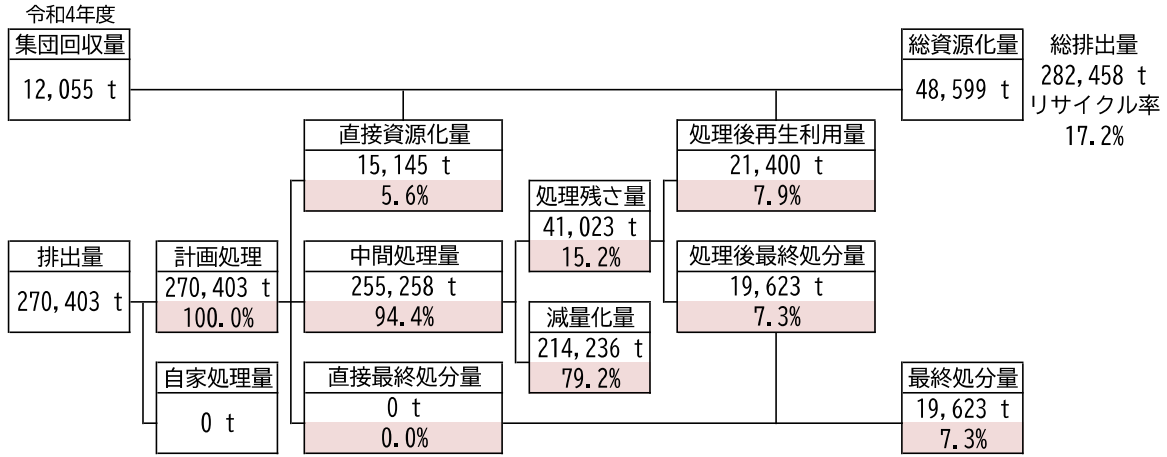 令和4年度
集団回収量
12,055 t
総資源化量
48,599 t
総排出量
282,458 t
リサイクル率
17.2%
直接資源化量
15,145 t
5.6%
処理後再生利用量
21,400 t
7.9%
処理残さ量
41,023 t
15.2%
排出量
270,403 t
計画処理
270,403 t
100.0%
中間処理量
255,258 t
94.4%
処理後最終処分量
19,623 t
7.3%
減量化量
214,236 t
79.2%
自家処理量
0 t
直接最終処分量
0 t
0.0%
最終処分量
19,623 t
7.3%